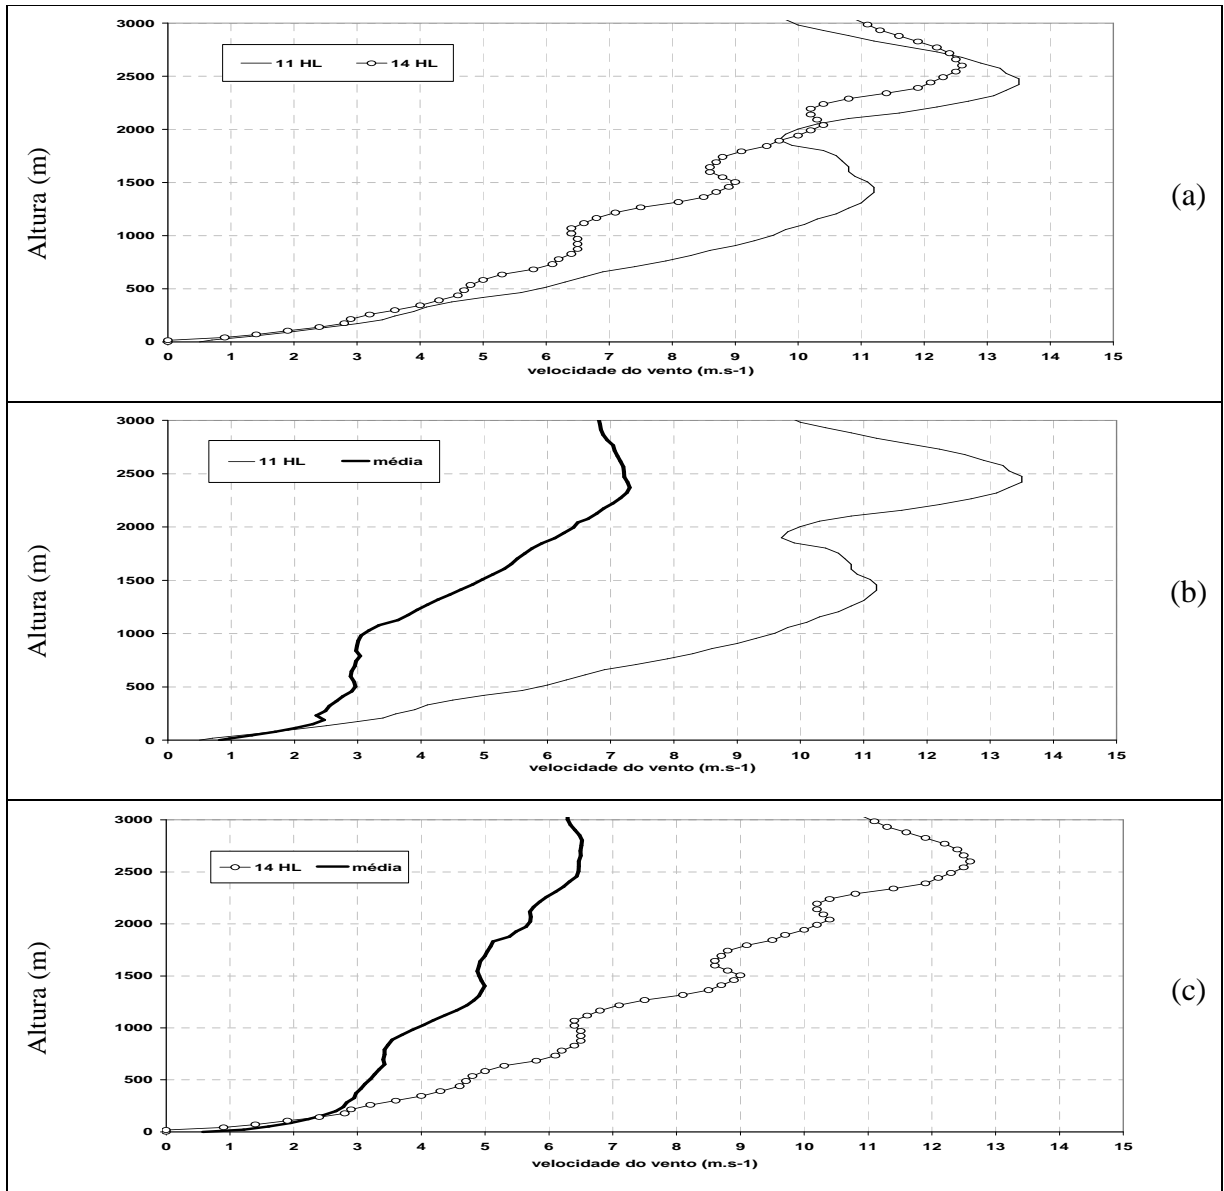 3000
2500
2000
1500
1000
500
0
Altura (m)
11 HL 14 HL
(a)
0 1 2 3 4 5 6 7 8 9 10 11 12 13 14 15
velocidade do vento (m.s-1)
3000
2500
2000
1500
1000
500
0
Altura (m)
11 HL média
(b)
0 1 2 3 4 5 6 7 8 9 10 11 12 13 14 15
velocidade do vento (m.s-1)
3000
2500
2000
1500
1000
500
0
Altura (m)
14 HL média
(c)
0 1 2 3 4 5 6 7 8 9 10 11 12 13 14 15
velocidade do vento (m.s-1)